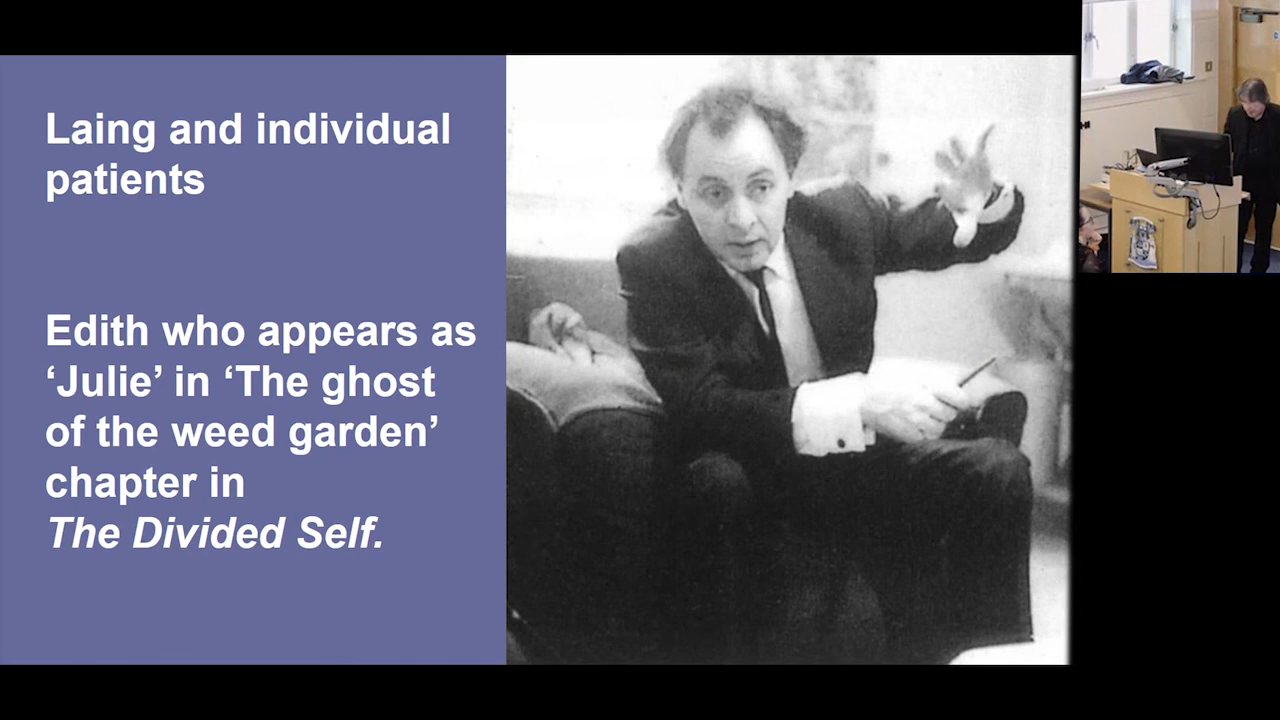 Laing and individual
patients
Edith who appears as
‘Julie’ in ‘The ghost
of the weed garden’
chapter in
The Divided Self.